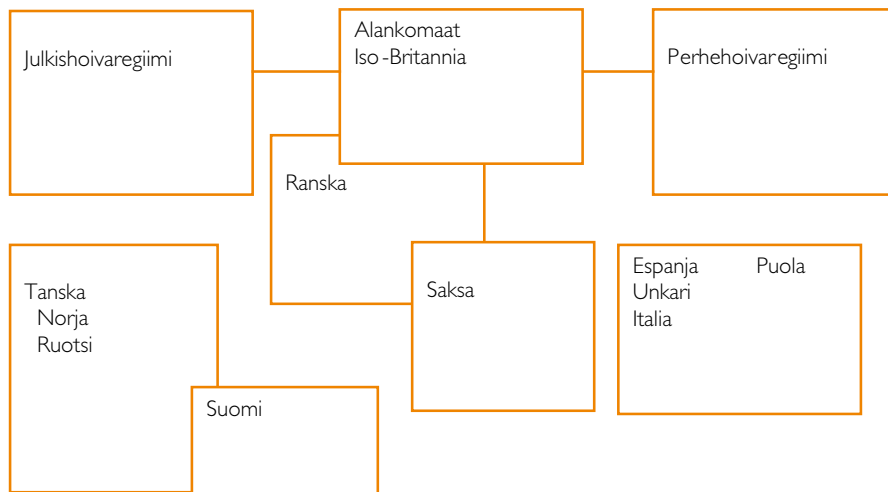 Julkishoivaregiimi
Alankomaat
Iso-Britannia
Perhehoivaregiimi
Ranska
Saksa
Tanska
Norja
Ruotsi
Suomi
Espanja Puola
Unkari
Italia